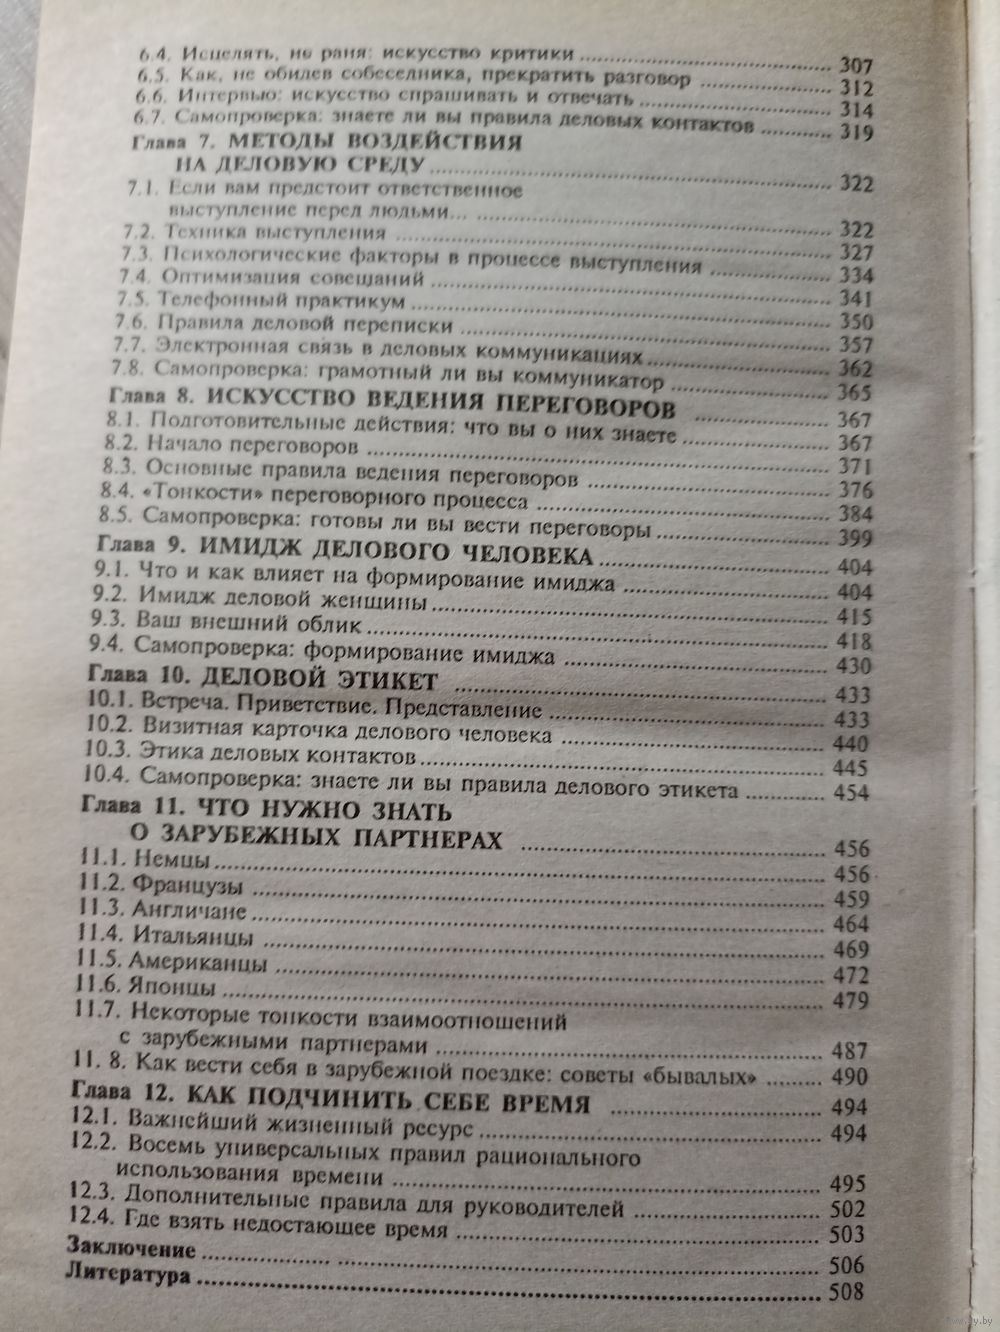 6.4. Исцелять, не раня: искусство критики ........ 307
6.5. Как, не обидев собеседника, прекратить разговор ........ 312
6.6. Интервью: искусство спрашивать и отвечать ........ 314
6.7. Самопроверка: знаете ли вы правила деловых контактов ........ 319
Глава 7. МЕТОДЫ ВОЗДЕЙСТВИЯ
НА ДЕЛОВУЮ СРЕДУ ........ 322
7.1. Если вам предстоит ответственное
выступление перед людьми... ........ 322
7.2. Техника выступления ........ 327
7.3. Психологические факторы в процессе выступления ........ 334
7.4. Оптимизация совещаний ........ 341
7.5. Телефонный практикум ........ 350
7.6. Правила деловой переписки ........ 357
7.7. Электронная связь в деловых коммуникациях ........ 362
7.8. Самопроверка: грамотный ли вы коммуникатор ........ 365
Глава 8. ИСКУССТВО ВЕДЕНИЯ ПЕРЕГОВОРОВ ........ 367
8.1. Подготовительные действия: что вы о них знаете ........ 367
8.2. Начало переговоров ........ 371
8.3. Основные правила ведения переговоров ........ 376
8.4. «Тонкости» переговорного процесса ........ 384
8.5. Самопроверка: готовы ли вы вести переговоры ........ 399
Глава 9. ИМИДЖ ДЕЛОВОГО ЧЕЛОВЕКА ........ 404
9.1. Что и как влияет на формирование имиджа ........ 404
9.2. Имидж деловой женщины ........ 415
9.3. Ваш внешний облик ........ 418
9.4. Самопроверка: формирование имиджа ........ 430
Глава 10. ДЕЛОВОЙ ЭТИКЕТ ........ 433
10.1. Встреча. Приветствие. Представление ........ 433
10.2. Визитная карточка делового человека ........ 440
10.3. Этика деловых контактов ........ 445
10.4. Самопроверка: знаете ли вы правила делового этикета ........ 454
Глава 11. ЧТО НУЖНО ЗНАТЬ
О ЗАРУБЕЖНЫХ ПАРТНЕРАХ ........ 456
11.1. Немцы ........ 456
11.2. Французы ........ 459
11.3. Англичане ........ 464
11.4. Итальянцы ........ 469
11.5. Американцы ........ 472
11.6. Японцы ........ 479
11.7. Некоторые тонкости взаимоотношений
с зарубежными партнерами ........ 487
11. 8. Как вести себя в зарубежной поездке: советы «бывалых» ........ 490
Глава 12. КАК ПОДЧИНИТЬ СЕБЕ ВРЕМЯ ........ 494
12.1. Важнейший жизненный ресурс ........ 494
12.2. Восемь универсальных правил рационального
использования времени ........ 495
12.3. Дополнительные правила для руководителей ........ 502
12.4. Где взять недостающее время ........ 503
Заключение ........ 506
Литература ........ 508